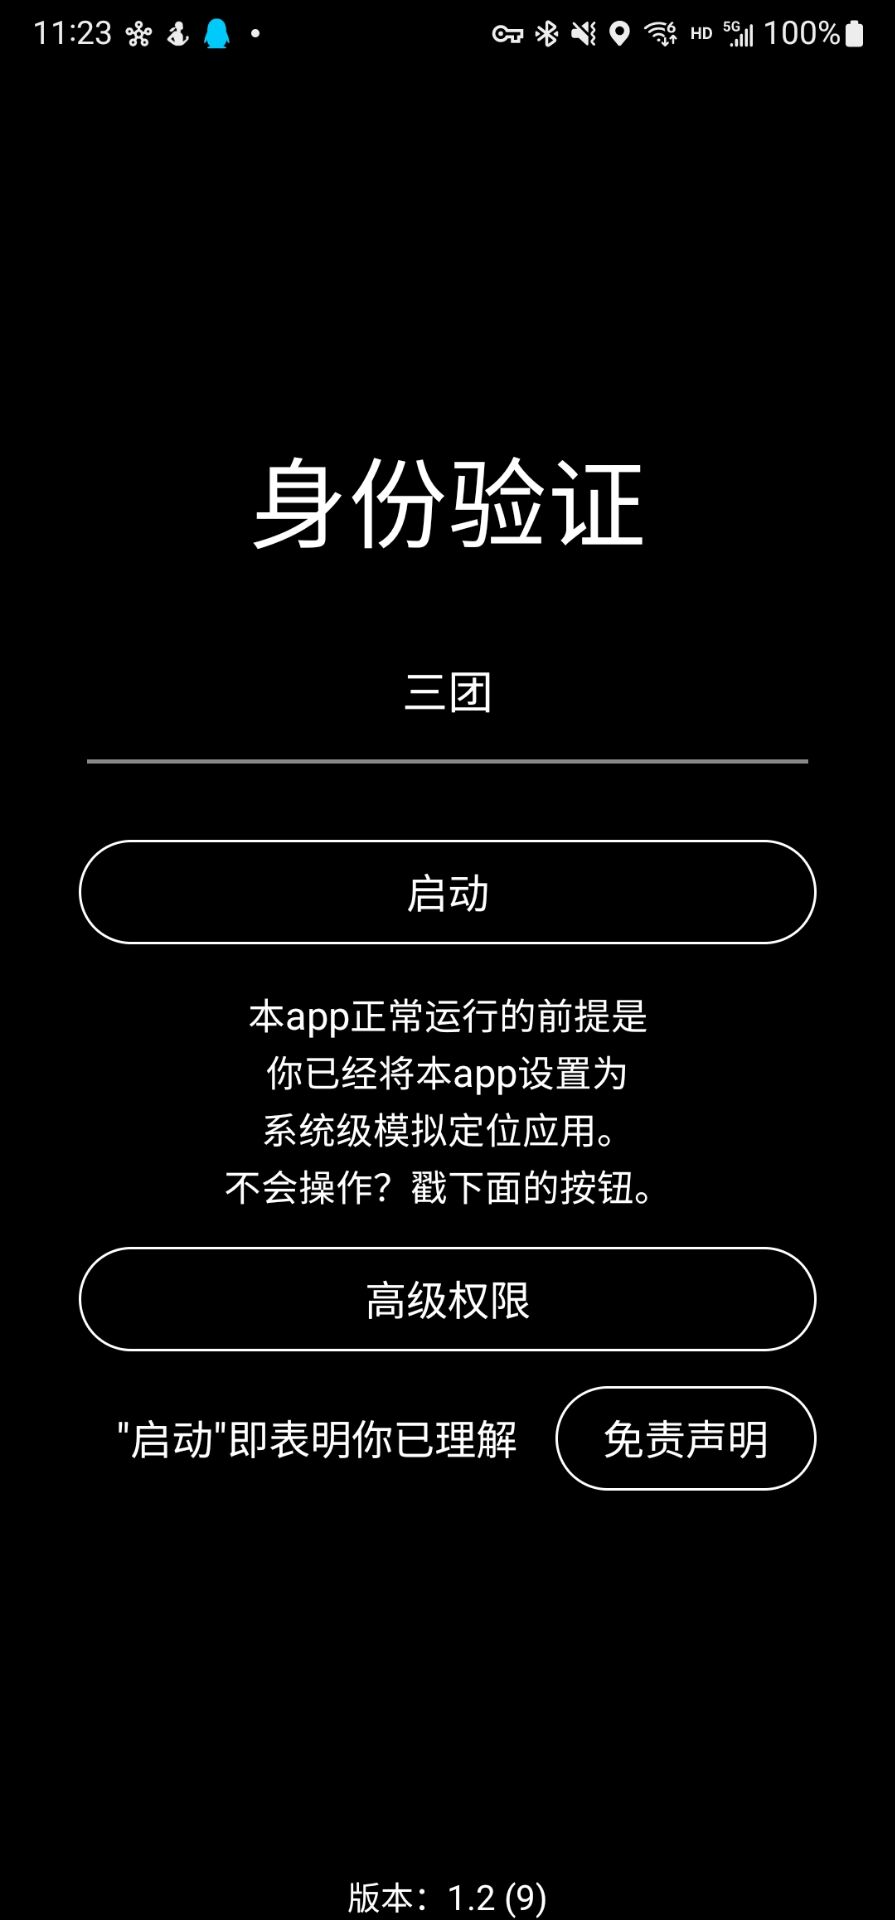 11:23
6
HD
5G
100%
身份验证
三团
启动
本app正常运行的前提是
你已经将本app设置为
系统级模拟定位应用。
不会操作？戳下面的按钮。
高级权限
"启动"即表明你已理解
免责声明
版本：1.2 (9)